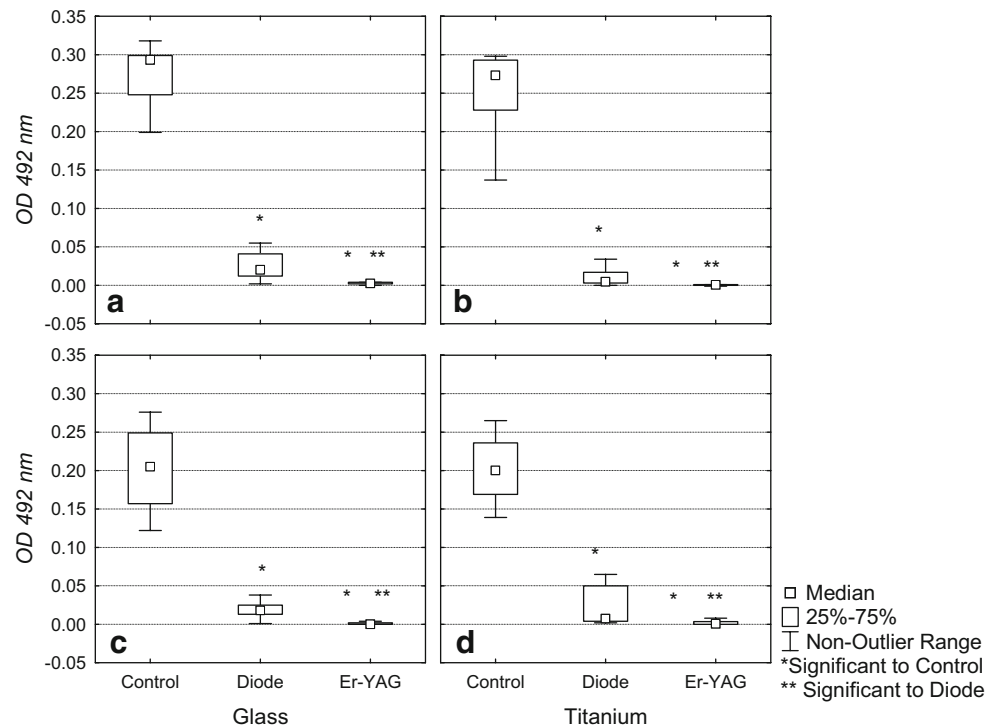 0.35
0.30
0.25
0.20
0.15
0.10
0.05
0.00
-0.05
OD 492 nm
*
* **
a
*
* **
b
0.35
0.30
0.25
0.20
0.15
0.10
0.05
0.00
-0.05
OD 492 nm
*
* **
c
*
* **
d
Control Diode Er-YAG
Control Diode Er-YAG
Glass
Titanium
Median
25%-75%
Non-Outlier Range
*Significant to Control
** Significant to Diode